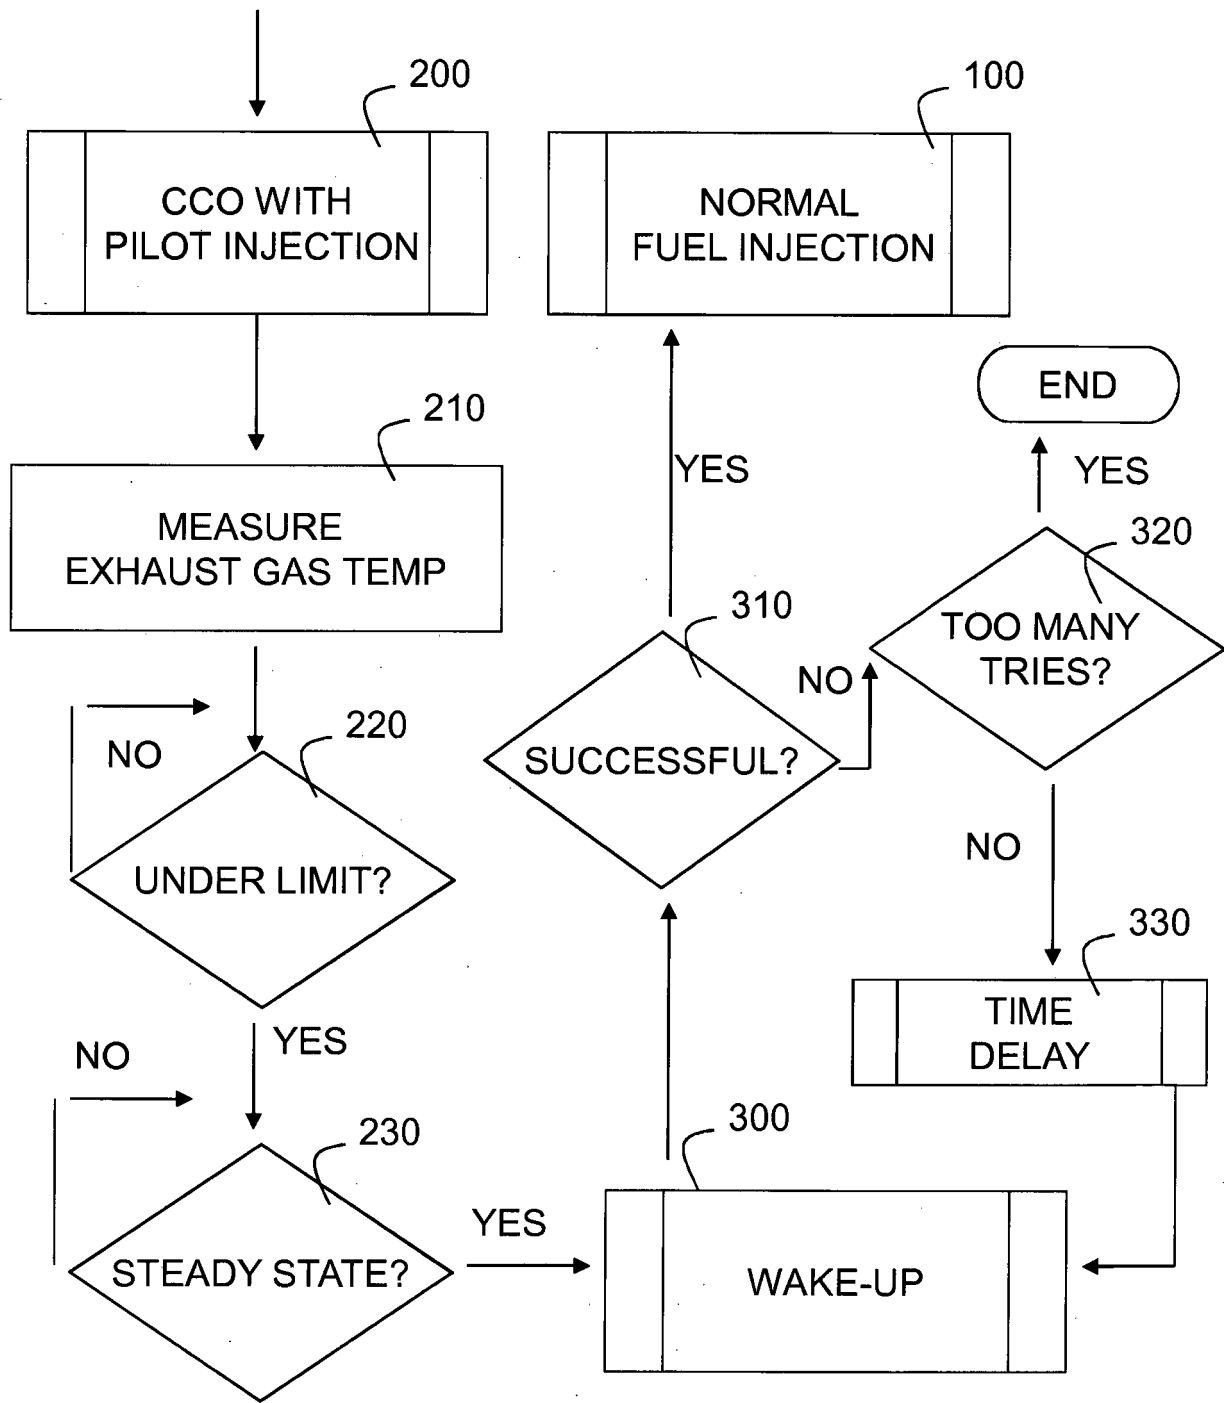 200
CCO WITH
PILOT INJECTION
100
NORMAL
FUEL INJECTION
END
YES
210
MEASURE
EXHAUST GAS TEMP
YES
320
TOO MANY
TRIES?
310
SUCCESSFUL?
NO
NO
220
UNDER LIMIT?
NO
YES
330
TIME
DELAY
NO
230
STEADY STATE?
YES
300
WAKE-UP